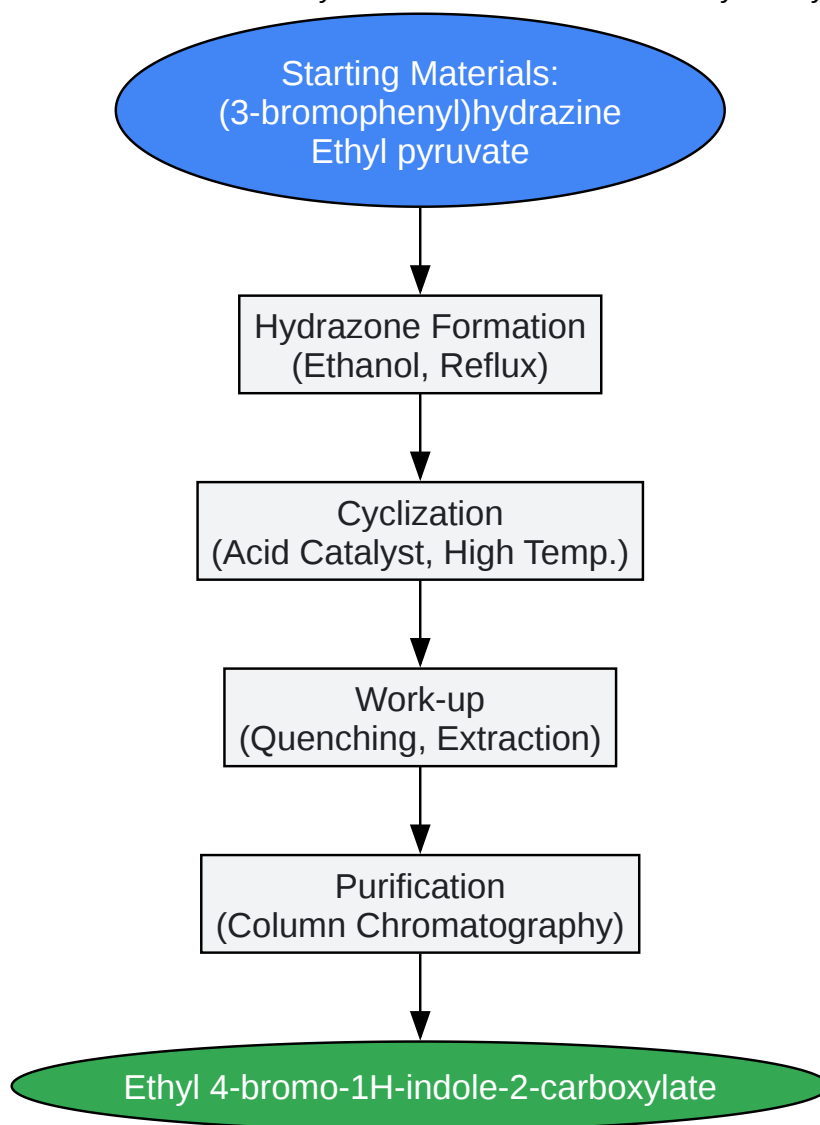 Starting Materials:
(3-bromophenyl)hydrazine
Ethyl pyruvate
Hydrazone Formation
(Ethanol, Reflux)
Cyclization
(Acid Catalyst, High Temp.)
Work-up
(Quenching, Extraction)
Purification
(Column Chromatography)
Ethyl 4-bromo-1H-indole-2-carboxylate